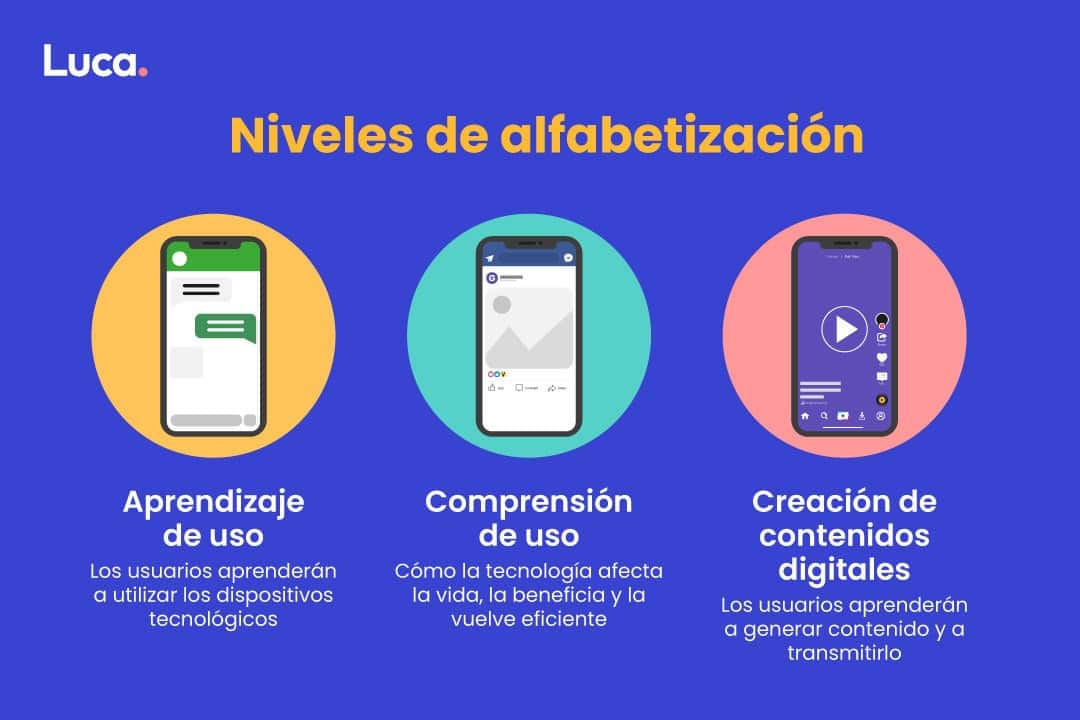 Luca.
Niveles de alfabetización
Aprendizaje
de uso
Los usuarios aprenderán
a utilizar los dispositivos
tecnológicos
Comprensión
de uso
Cómo la tecnología afecta
la vida, la beneficia y la
vuelve eficiente
Creación de
contenidos
digitales
Los usuarios aprenderán
a generar contenido y a
transmitirlo